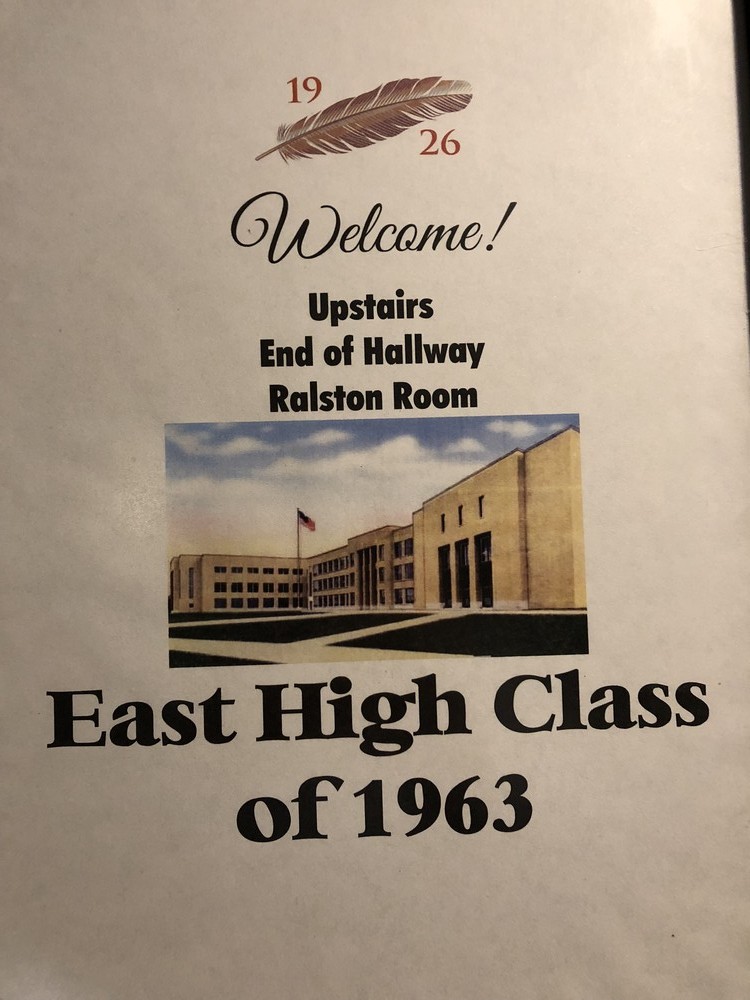 19
26
Welcome!
Upstairs
End of Hallway
Ralston Room
East High Class
of 1963